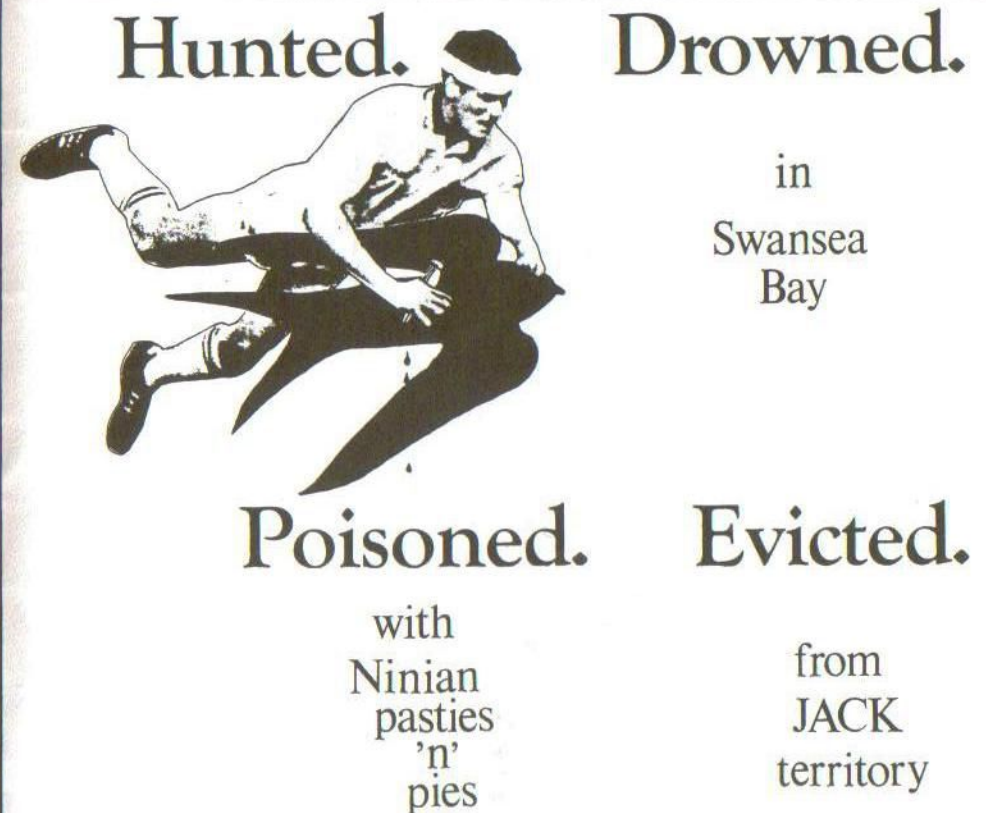 Hunted.
Drowned.
in
Swansea
Bay
Poisoned.
with
Ninian
pasties
'n'
pies
Evicted.
from
JACK
territory